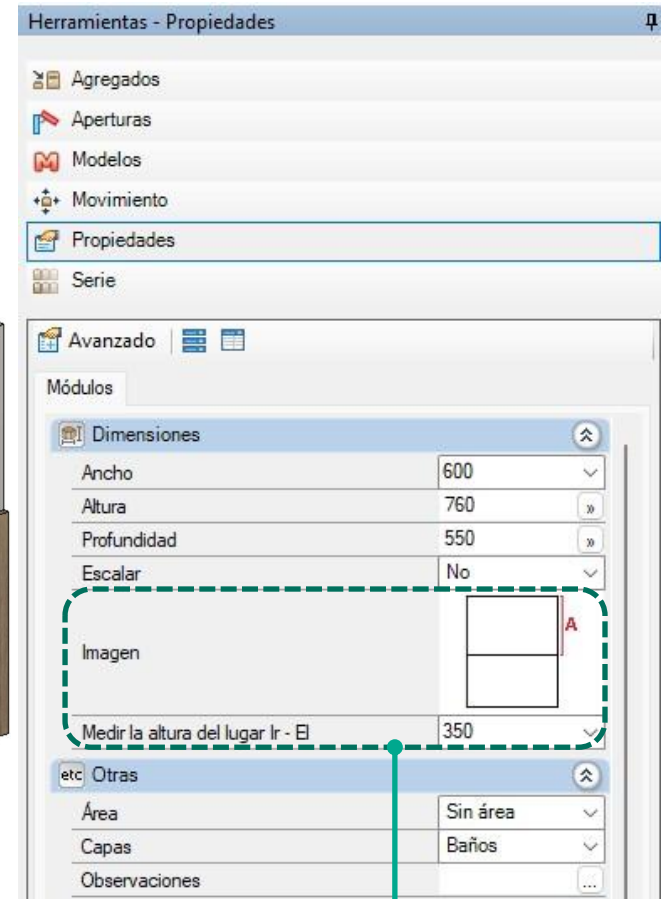 Herramientas - Propiedades
Agregados
Aperturas
Modelos
Movimiento
Propiedades
Serie
Avanzado
Módulos
Dimensiones
Ancho 600
Altura 760
Profundidad 550
Escalar No
Imagen A
Medir la altura del lugar Ir - El 350
etc Otras
Área Sin área
Capas Baños
Observaciones ...